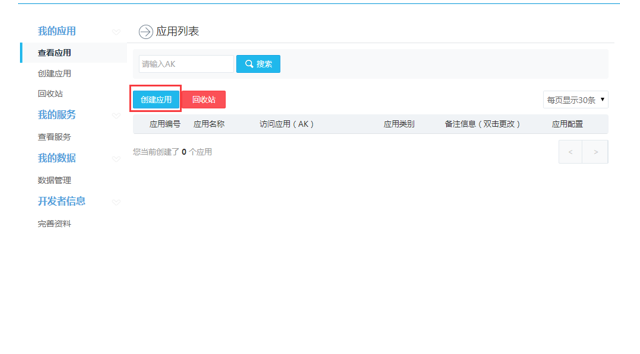 我的应用
查看应用
创建应用
回收站
我的服务
查看服务
我的数据
数据管理
开发者信息
完善资料
应用列表
请输入AK
搜索
创建应用
回收站
每页显示30条
应用编号 应用名称 访问应用（AK） 应用类别 备注信息（双击更改） 应用配置
您当前创建了 0 个应用
< >